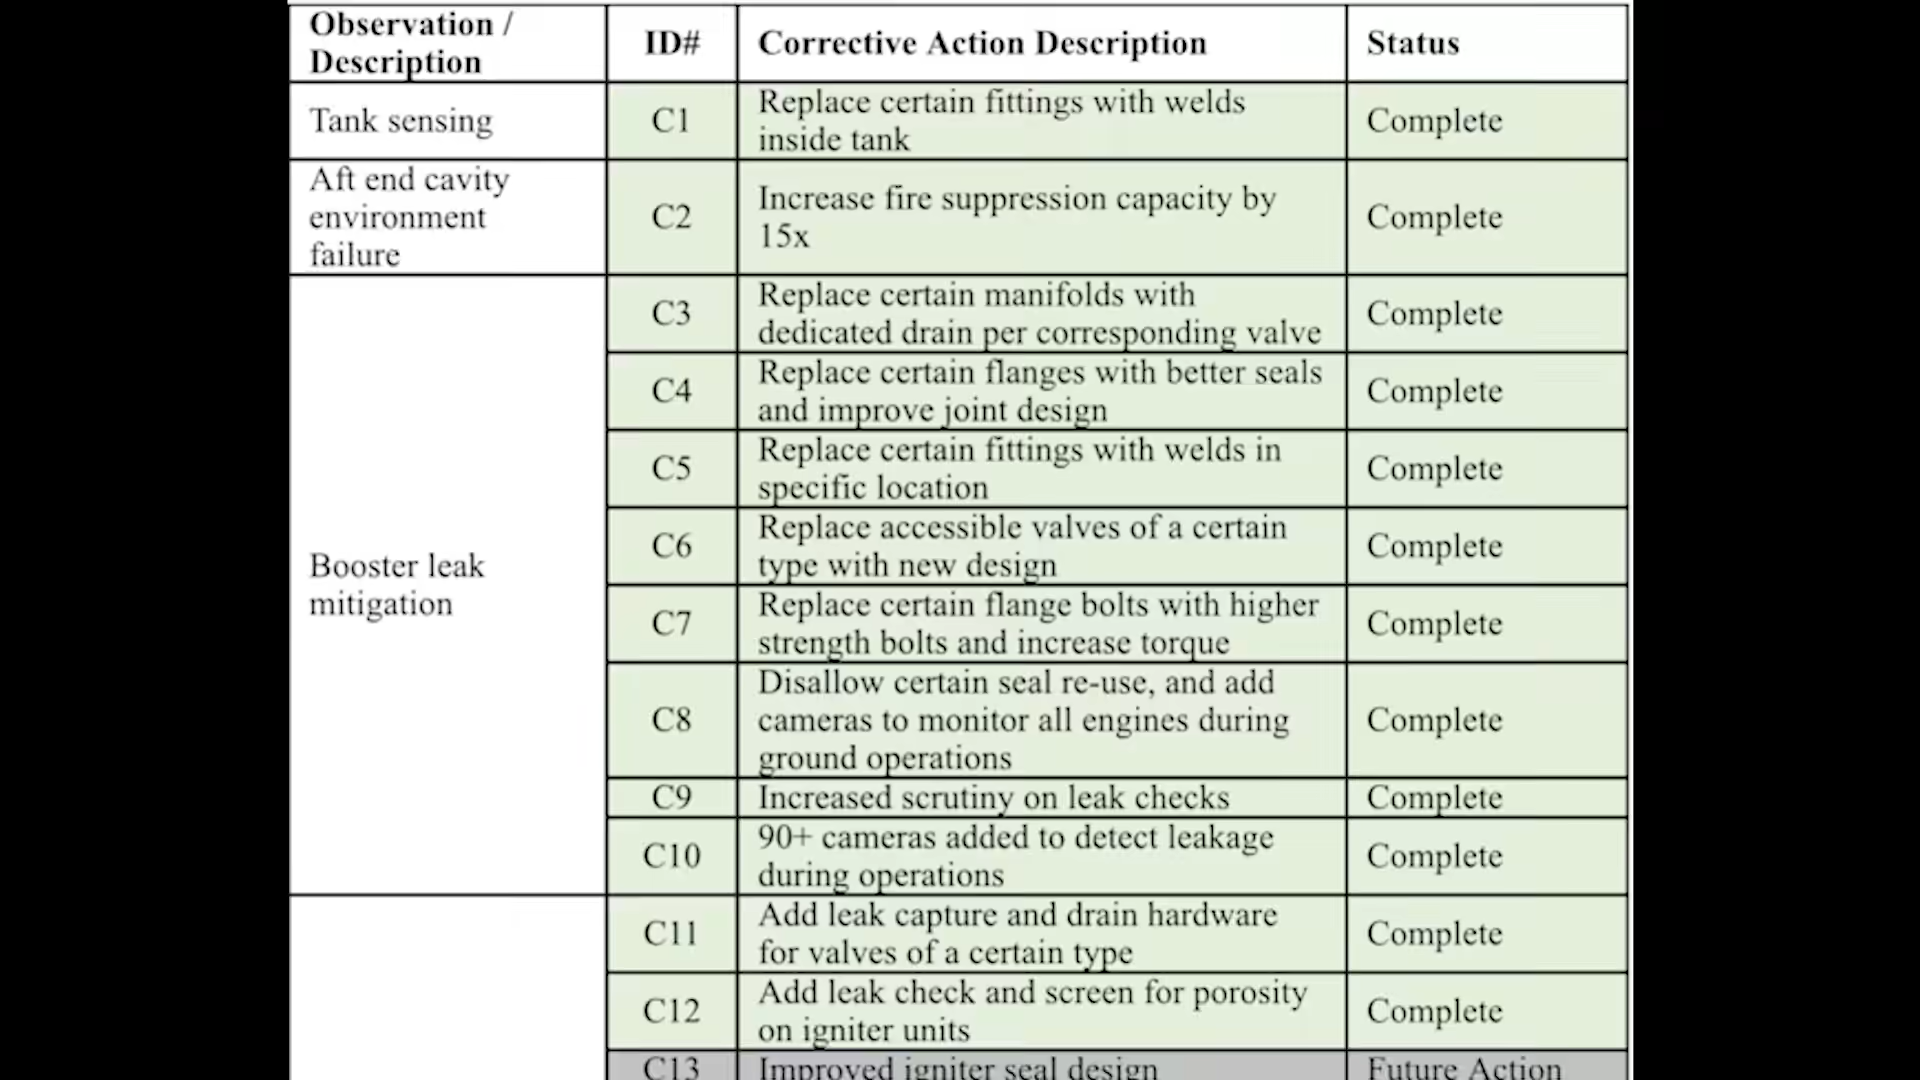 Observation /
Description
ID#
Corrective Action Description
Status
Tank sensing
C1
Replace certain fittings with welds
inside tank
Complete
Aft end cavity
environment
failure
C2
Increase fire suppression capacity by
15x
Complete
Booster leak
mitigation
C3
Replace certain manifolds with
dedicated drain per corresponding valve
Complete
C4
Replace certain flanges with better seals
and improve joint design
Complete
C5
Replace certain fittings with welds in
specific location
Complete
C6
Replace accessible valves of a certain
type with new design
Complete
C7
Replace certain flange bolts with higher
strength bolts and increase torque
Complete
C8
Disallow certain seal re-use, and add
cameras to monitor all engines during
ground operations
Complete
C9
Increased scrutiny on leak checks
Complete
C10
90+ cameras added to detect leakage
during operations
Complete
C11
Add leak capture and drain hardware
for valves of a certain type
Complete
C12
Add leak check and screen for porosity
on igniter units
Complete
C13
Improved igniter seal design
Future Action